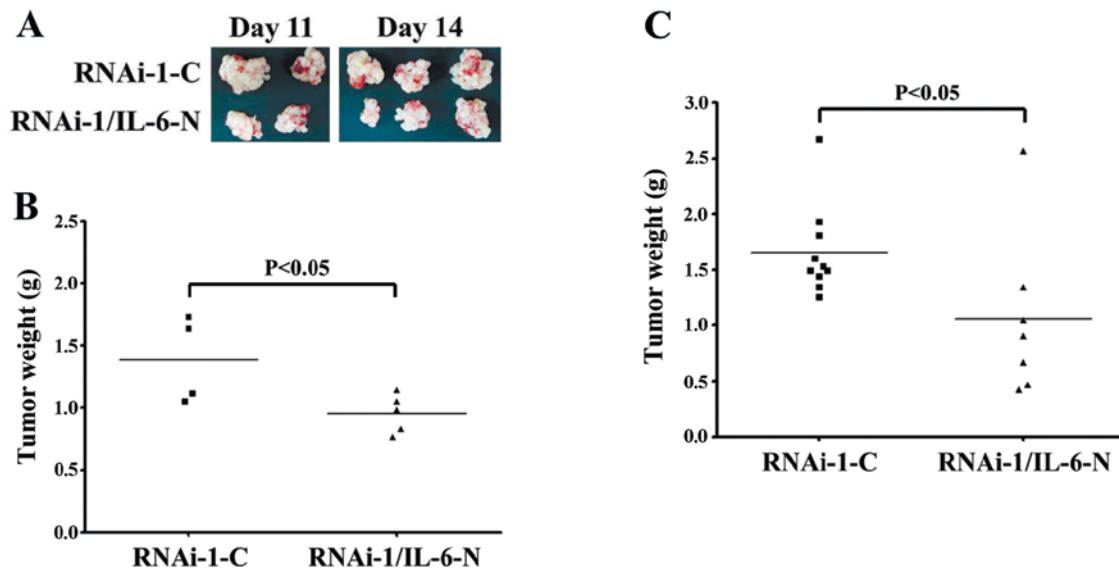 A
Day 11 Day 14
RNAi-1-C
RNAi-1/IL-6-N
B
Tumor weight (g)
2.5
2.0
1.5
1.0
0.5
0.0
P<0.05
RNAi-1-C RNAi-1/IL-6-N
C
Tumor weight (g)
3.0
2.5
2.0
1.5
1.0
0.5
0.0
P<0.05
RNAi-1-C RNAi-1/IL-6-N